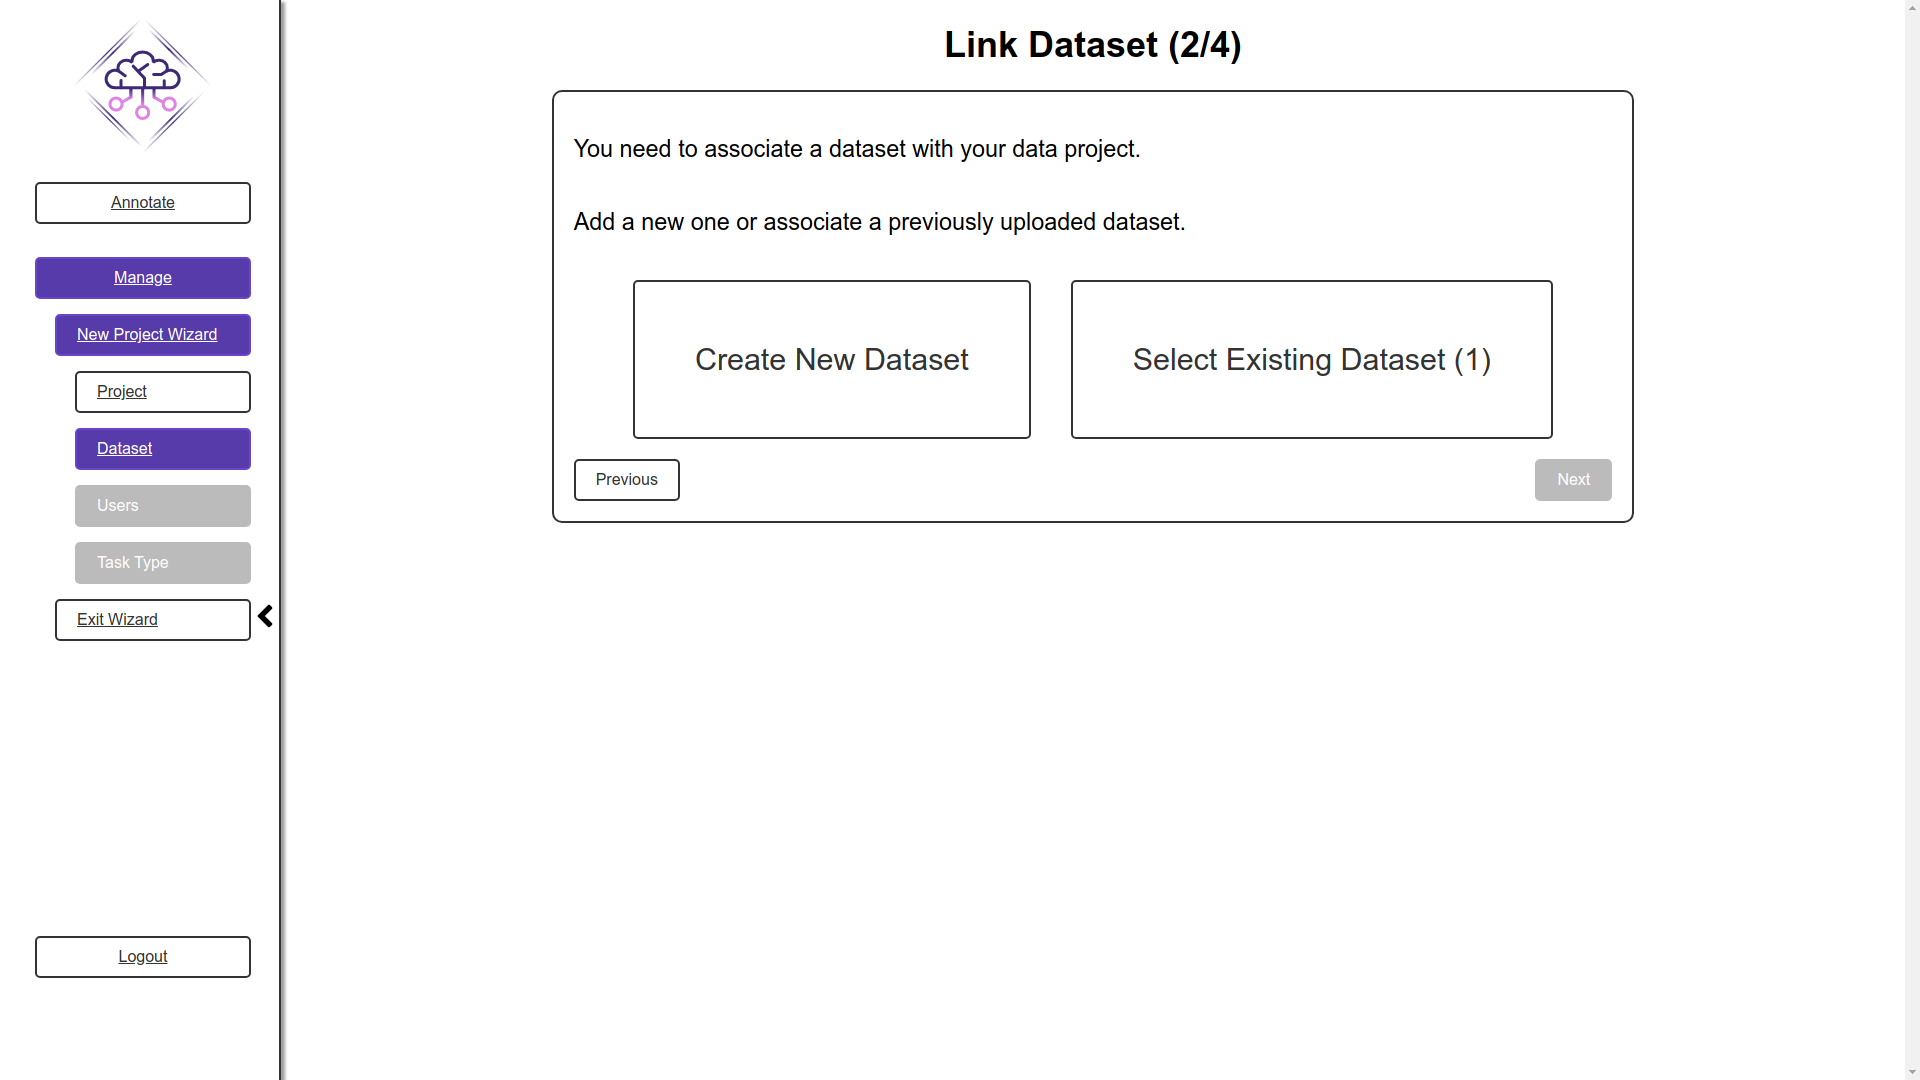 Annotate
Manage
New Project Wizard
Project
Dataset
Users
Task Type
Exit Wizard
Logout
Link Dataset (2/4)
You need to associate a dataset with your data project.
Add a new one or associate a previously uploaded dataset.
Create New Dataset
Select Existing Dataset (1)
Previous
Next